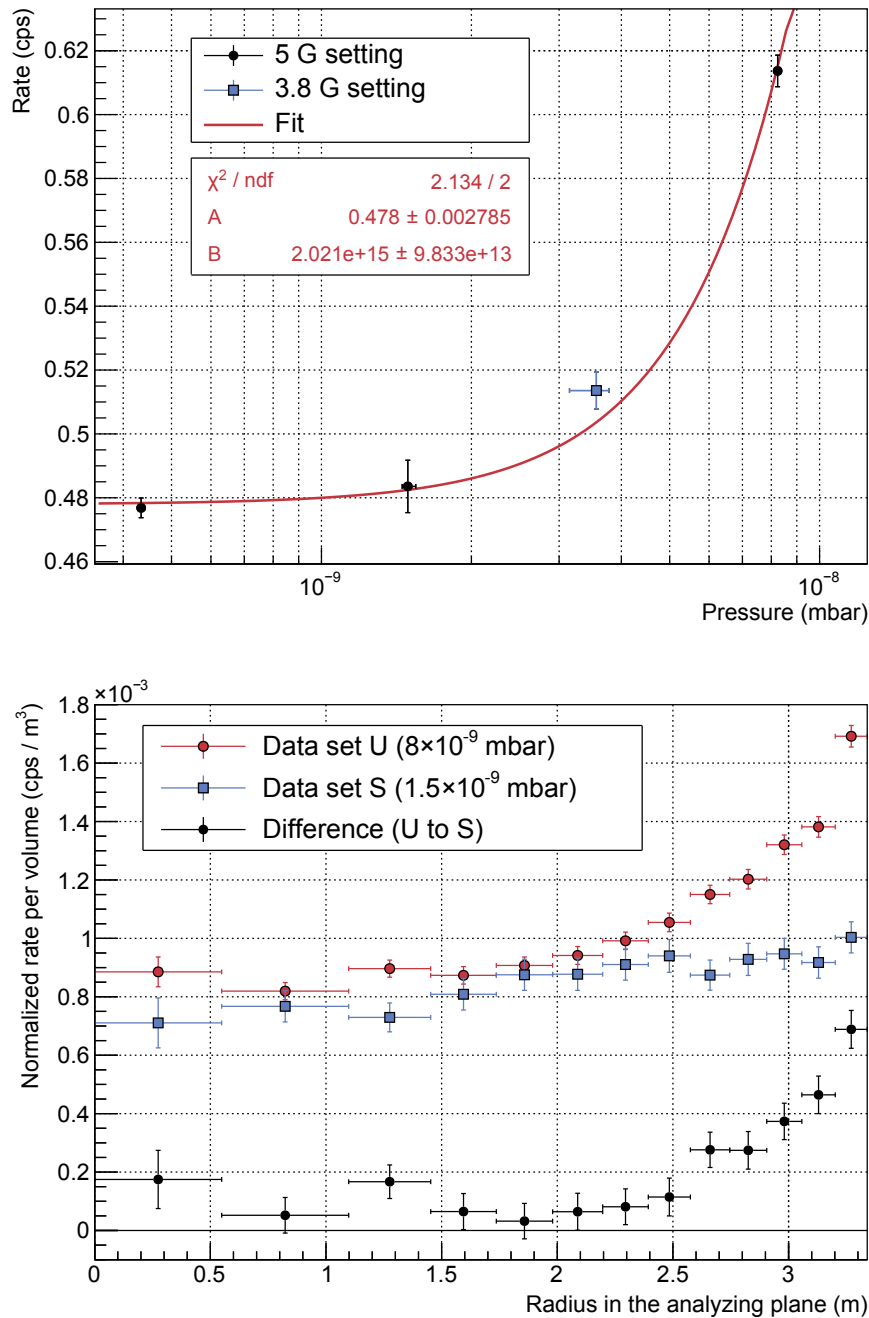 Rate (cps)
0.62
0.6
0.58
0.56
0.54
0.52
0.5
0.48
0.46
5 G setting
3.8 G setting
Fit
χ² / ndf 2.134 / 2
A 0.478 ± 0.002785
B 2.021e+15 ± 9.833e+13
10⁻⁹ 10⁻⁸
Pressure (mbar)
×10⁻³
Normalized rate per volume (cps / m³)
1.8
1.6
1.4
1.2
1
0.8
0.6
0.4
0.2
0
Data set U (8×10⁻⁹ mbar)
Data set S (1.5×10⁻⁹ mbar)
Difference (U to S)
0 0.5 1 1.5 2 2.5 3
Radius in the analyzing plane (m)